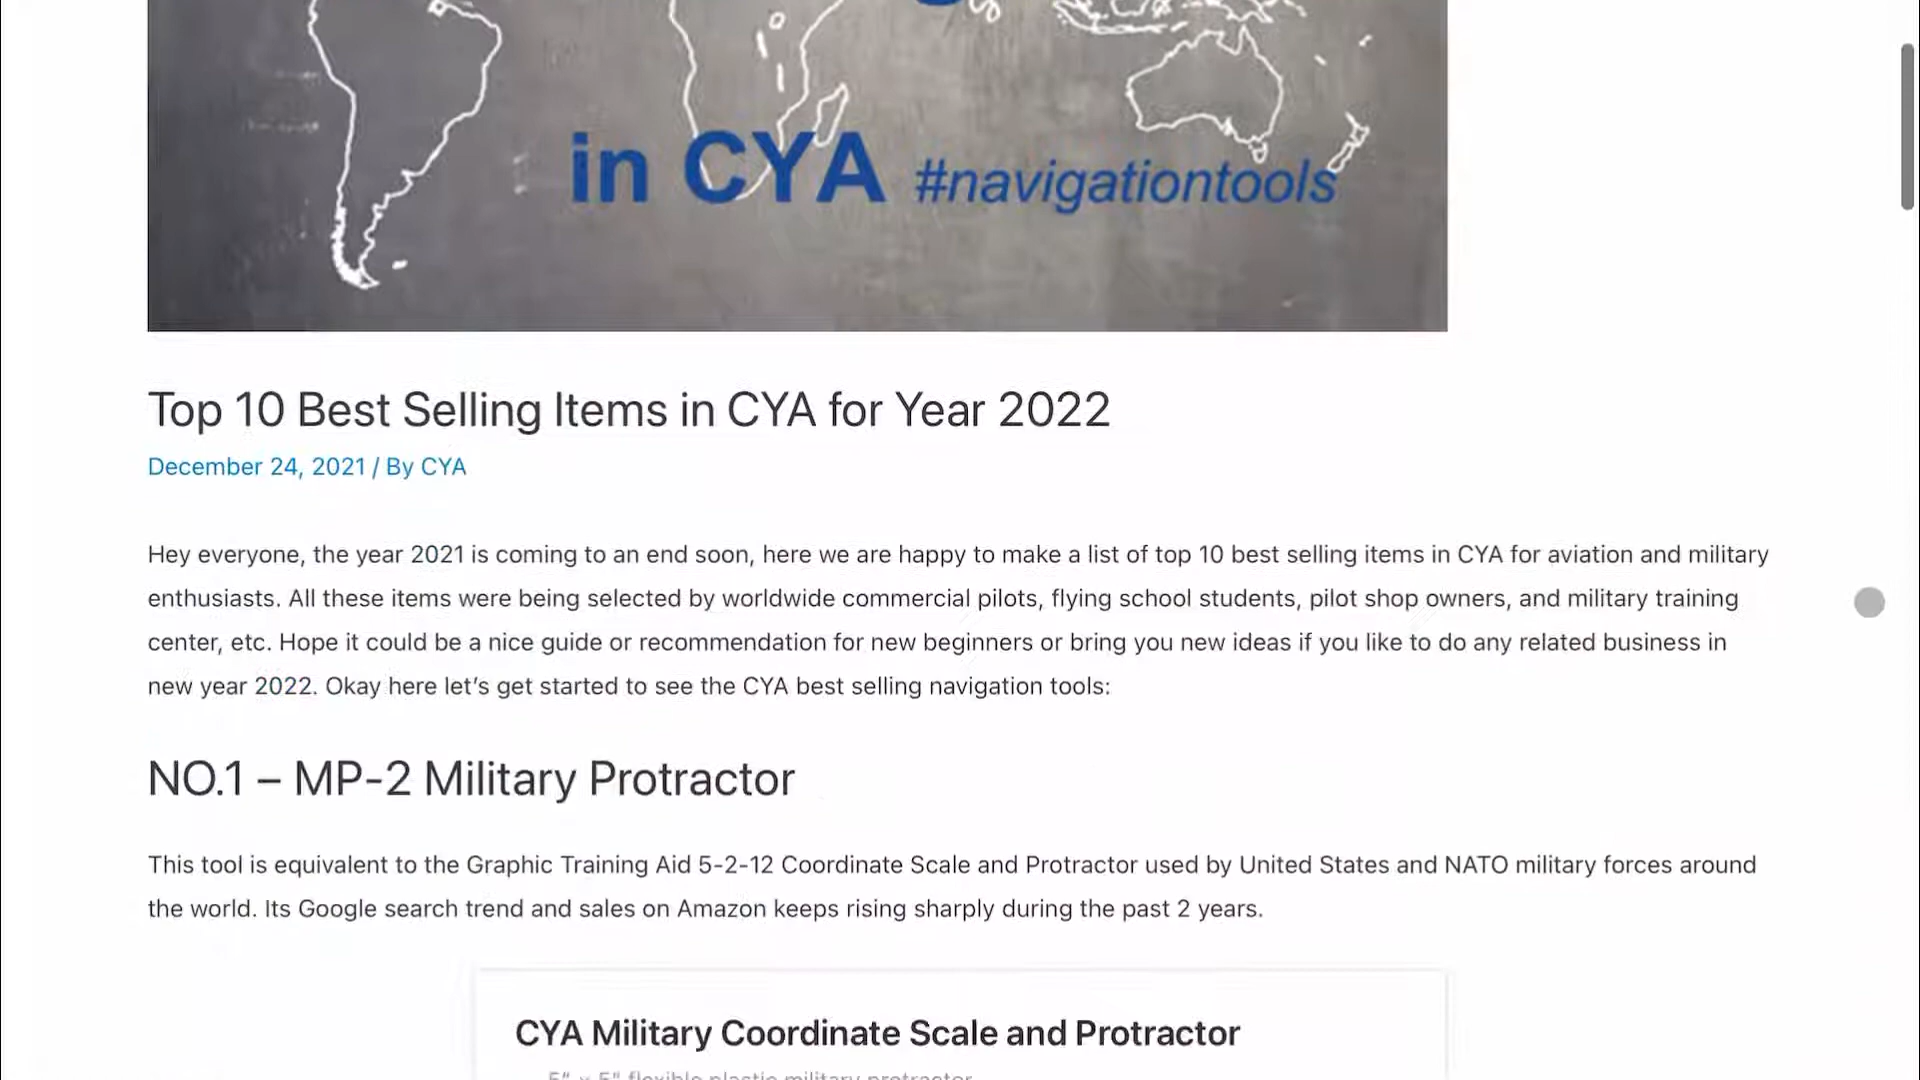 in CYA #navigationtools
Top 10 Best Selling Items in CYA for Year 2022
December 24, 2021 / By CYA
Hey everyone, the year 2021 is coming to an end soon, here we are happy to make a list of top 10 best selling items in CYA for aviation and military
enthusiasts. All these items were being selected by worldwide commercial pilots, flying school students, pilot shop owners, and military training
center, etc. Hope it could be a nice guide or recommendation for new beginners or bring you new ideas if you like to do any related business in
new year 2022. Okay here let’s get started to see the CYA best selling navigation tools:
NO.1 – MP-2 Military Protractor
This tool is equivalent to the Graphic Training Aid 5-2-12 Coordinate Scale and Protractor used by United States and NATO military forces around
the world. Its Google search trend and sales on Amazon keeps rising sharply during the past 2 years.
CYA Military Coordinate Scale and Protractor
5" x 5" flexible plastic military protractor